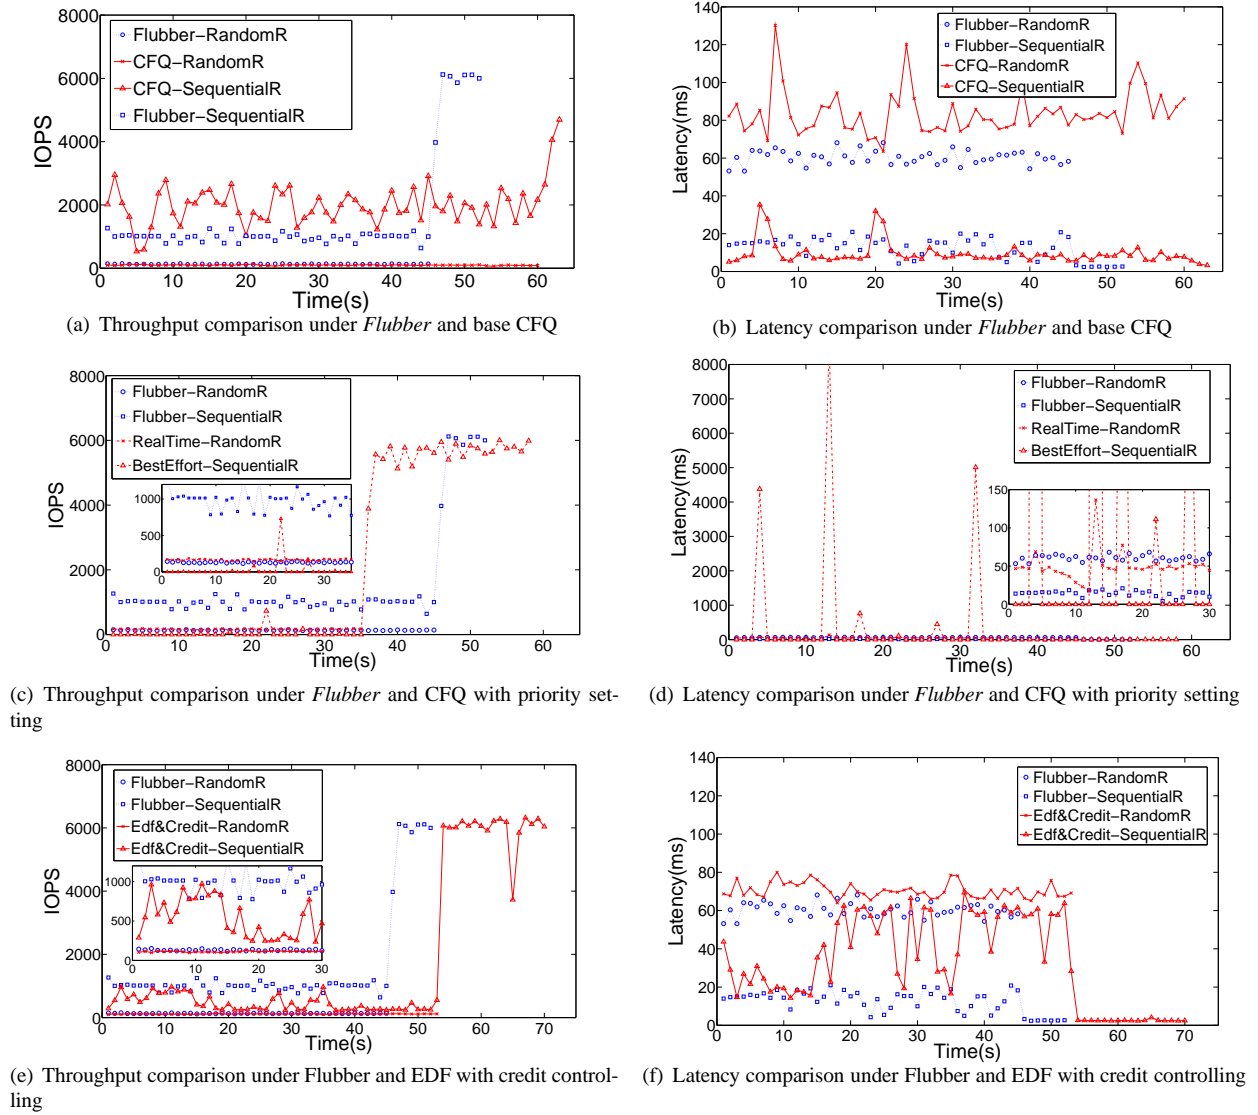 8000
6000
4000
2000
0
IOPS
Flubber-RandomR
CFQ-RandomR
CFQ-SequentialR
Flubber-SequentialR
0 10 20 30 40 50 60
Time(s)
(a) Throughput comparison under Flubber and base CFQ
140
120
100
80
60
40
20
0
Latency(ms)
Flubber-RandomR
Flubber-SequentialR
CFQ-RandomR
CFQ-SequentialR
0 10 20 30 40 50 60
Time(s)
(b) Latency comparison under Flubber and base CFQ
8000
6000
4000
2000
0
IOPS
Flubber-RandomR
Flubber-SequentialR
RealTime-RandomR
BestEffort-SequentialR
1000
500
0
0 10 20 30
0 10 20 30 40 50 60
Time(s)
(c) Throughput comparison under Flubber and CFQ with priority set-
ting
8000
7000
6000
5000
4000
3000
2000
1000
0
Latency(ms)
Flubber-RandomR
Flubber-SequentialR
RealTime-RandomR
BestEffort-SequentialR
150
100
50
0
0 10 20 30
0 10 20 30 40 50 60
Time(s)
(d) Latency comparison under Flubber and CFQ with priority setting
8000
6000
4000
2000
0
IOPS
Flubber-RandomR
Flubber-SequentialR
Edf&Credit-RandomR
Edf&Credit-SequentialR
1000
500
0
0 10 20 30
0 10 20 30 40 50 60 70
Time(s)
(e) Throughput comparison under Flubber and EDF with credit control-
ling
140
120
100
80
60
40
20
0
Latency(ms)
Flubber-RandomR
Flubber-SequentialR
Edf&Credit-RandomR
Edf&Credit-SequentialR
0 10 20 30 40 50 60 70
Time(s)
(f) Latency comparison under Flubber and EDF with credit controlling